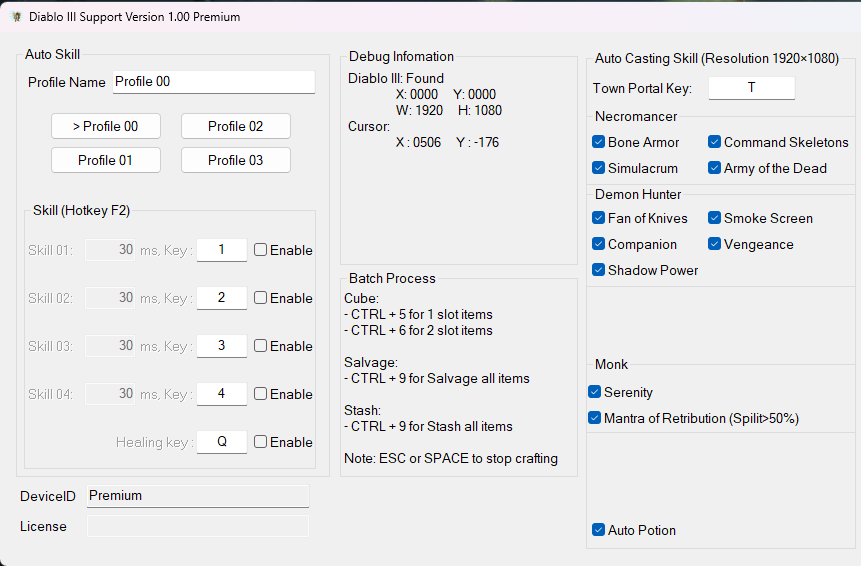 Diablo III Support Version 1.00 Premium
Auto Skill
Profile Name Profile 00
> Profile 00 Profile 02
Profile 01 Profile 03
Skill (Hotkey F2)
Skill 01: 30 ms, Key : 1 Enable
Skill 02: 30 ms, Key : 2 Enable
Skill 03: 30 ms, Key : 3 Enable
Skill 04: 30 ms, Key : 4 Enable
Healing key : Q Enable
DeviceID Premium
License
Debug Infomation
Diablo III: Found
X: 0000 Y: 0000
W: 1920 H: 1080
Cursor:
X : 0506 Y : -176
Batch Process
Cube:
- CTRL + 5 for 1 slot items
- CTRL + 6 for 2 slot items
Salvage:
- CTRL + 9 for Salvage all items
Stash:
- CTRL + 9 for Stash all items
Note: ESC or SPACE to stop crafting
Auto Casting Skill (Resolution 1920×1080)
Town Portal Key: T
Necromancer
Bone Armor Command Skeletons
Simulacrum Army of the Dead
Demon Hunter
Fan of Knives Smoke Screen
Companion Vengeance
Shadow Power
Monk
Serenity
Mantra of Retribution (Spilit>50%)
Auto Potion